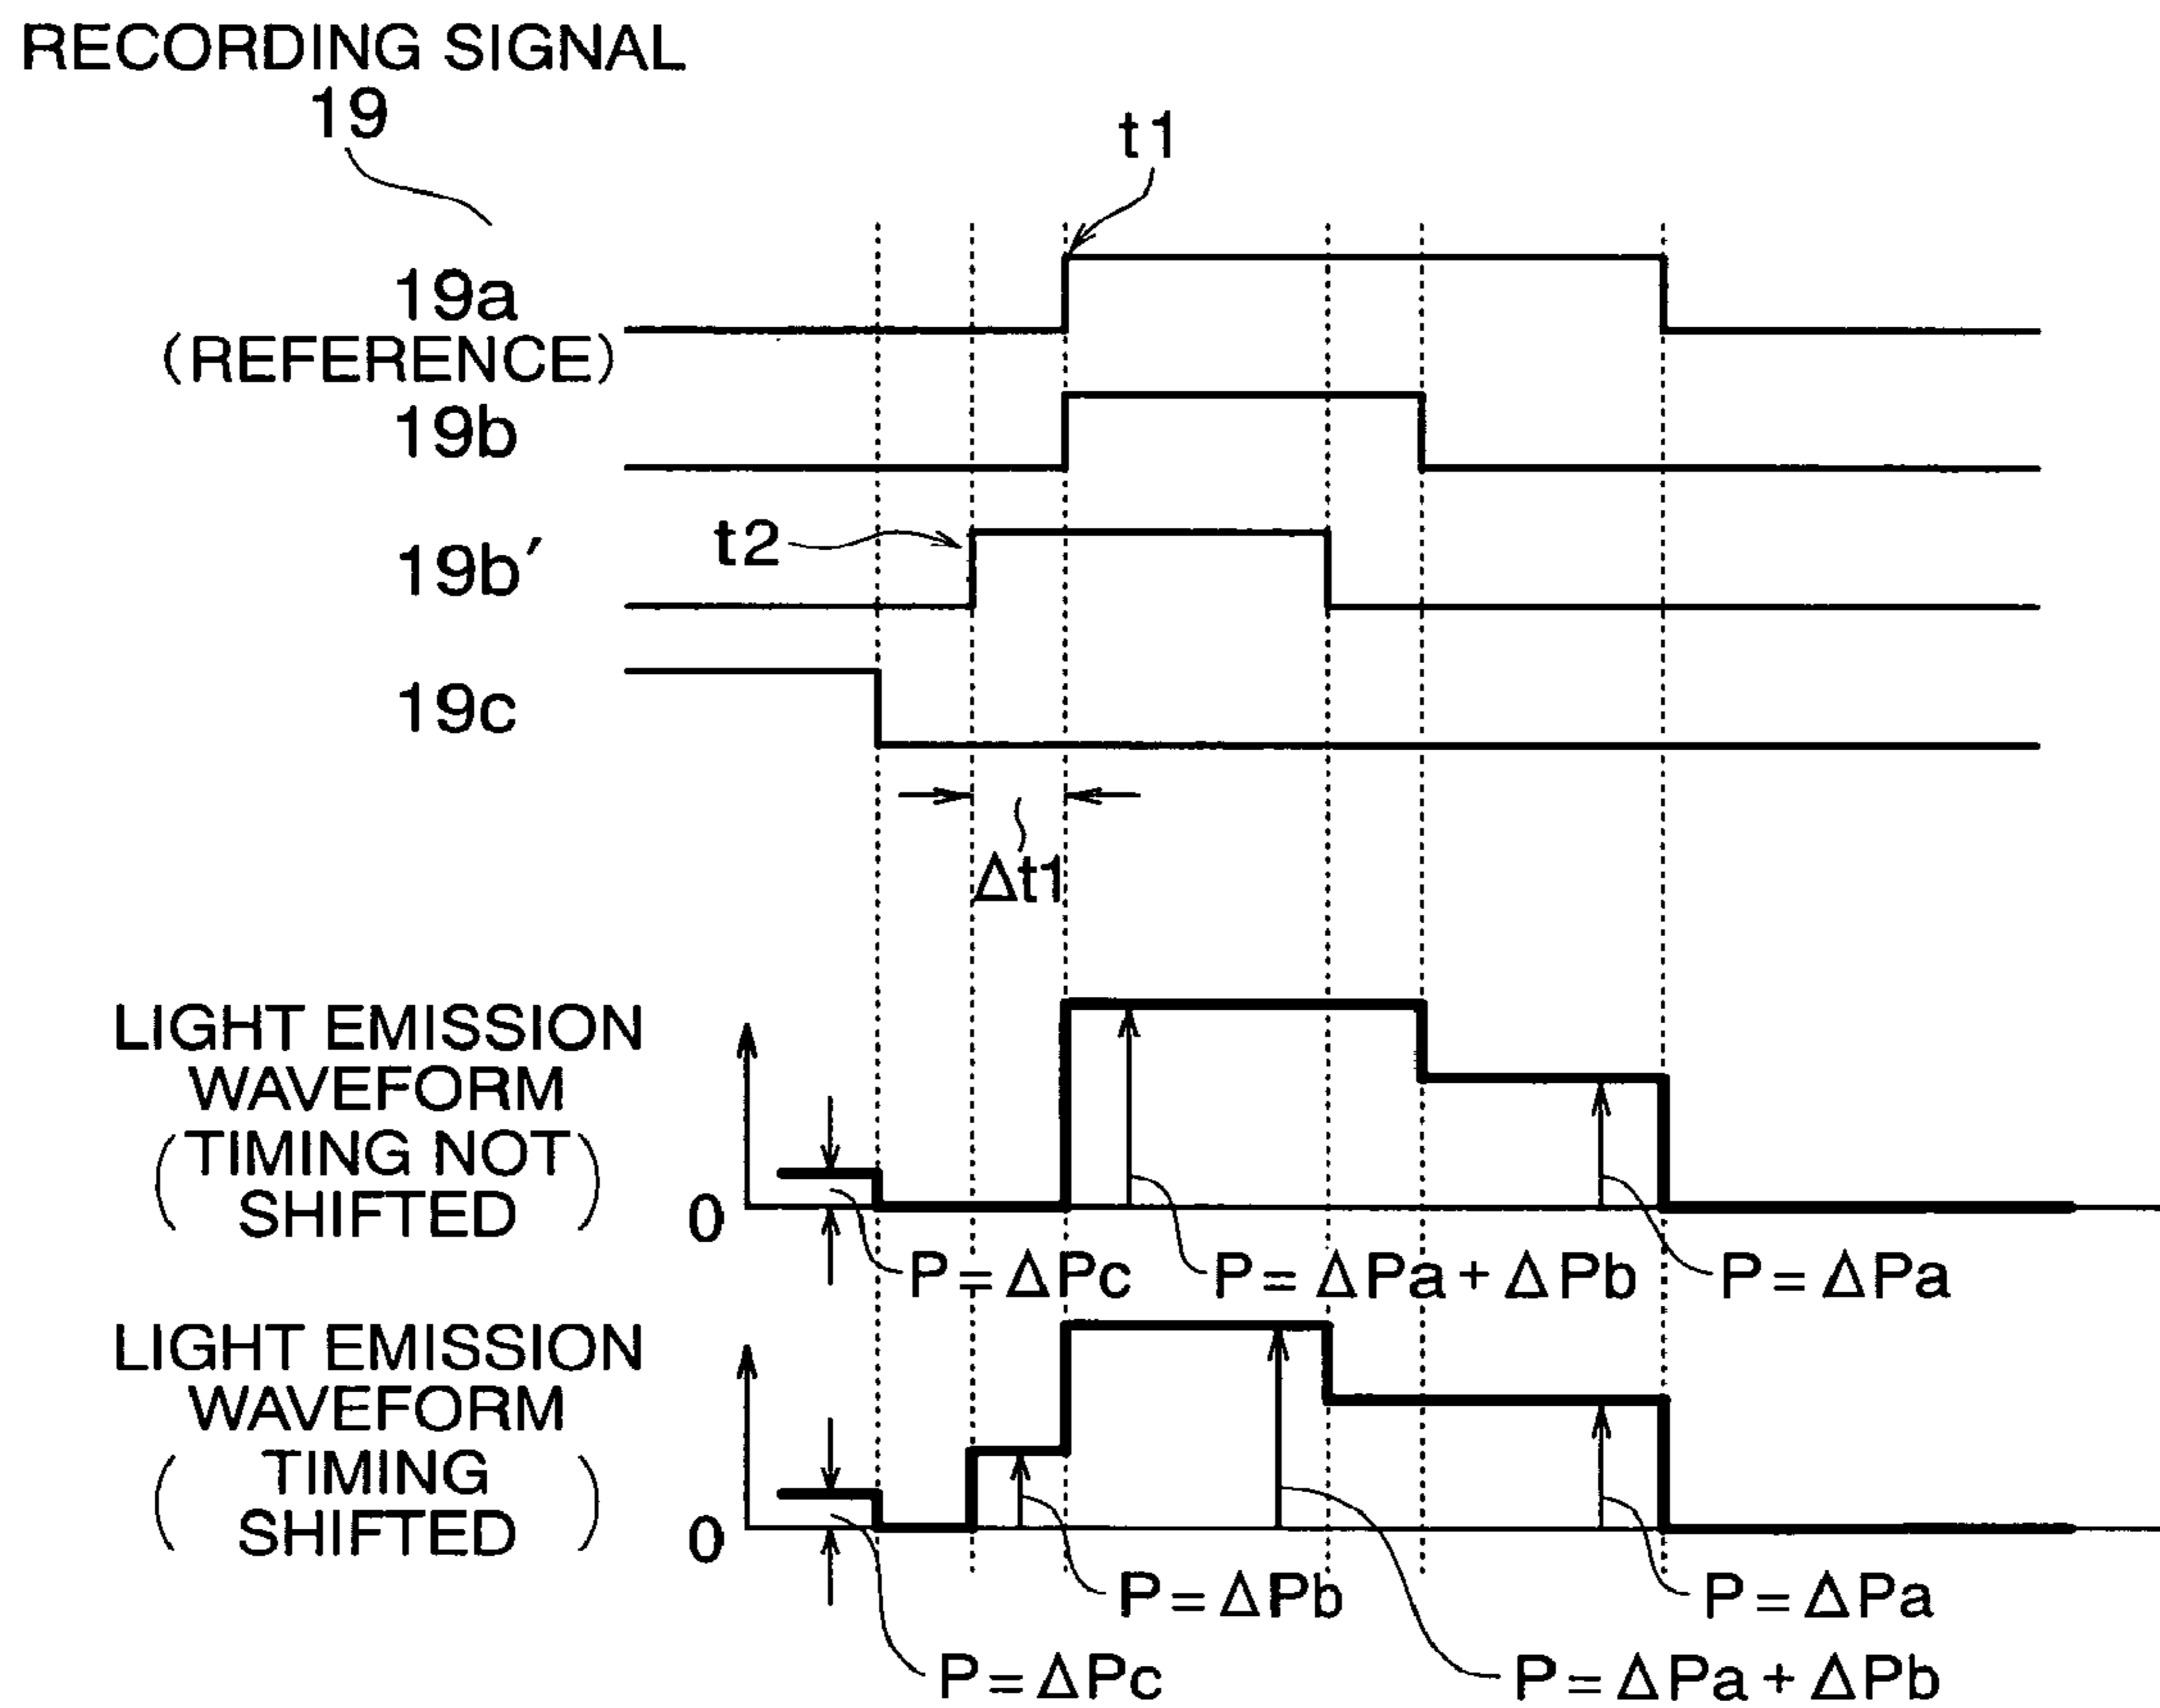 RECORDING SIGNAL
19
t1
19a
(REFERENCE)
19b
t2
19b′
19c
Δt1
LIGHT EMISSION
WAVEFORM
(TIMING NOT
SHIFTED)
0
P=ΔPc
P=ΔPa+ΔPb
P=ΔPa
LIGHT EMISSION
WAVEFORM
(TIMING
SHIFTED)
0
P=ΔPb
P=ΔPa
P=ΔPc
P=ΔPa+ΔPb